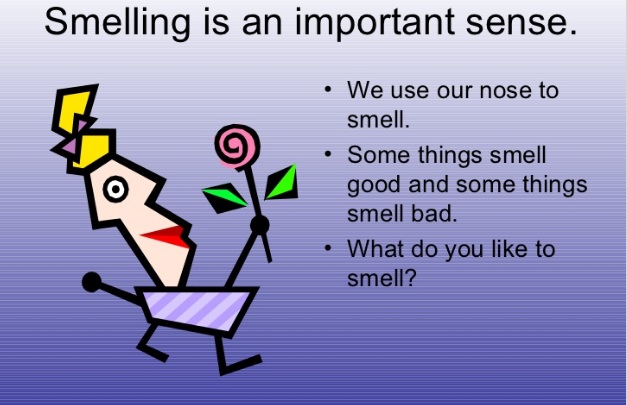 Smelling is an important sense.
• We use our nose to
smell.
• Some things smell
good and some things
smell bad.
• What do you like to
smell?